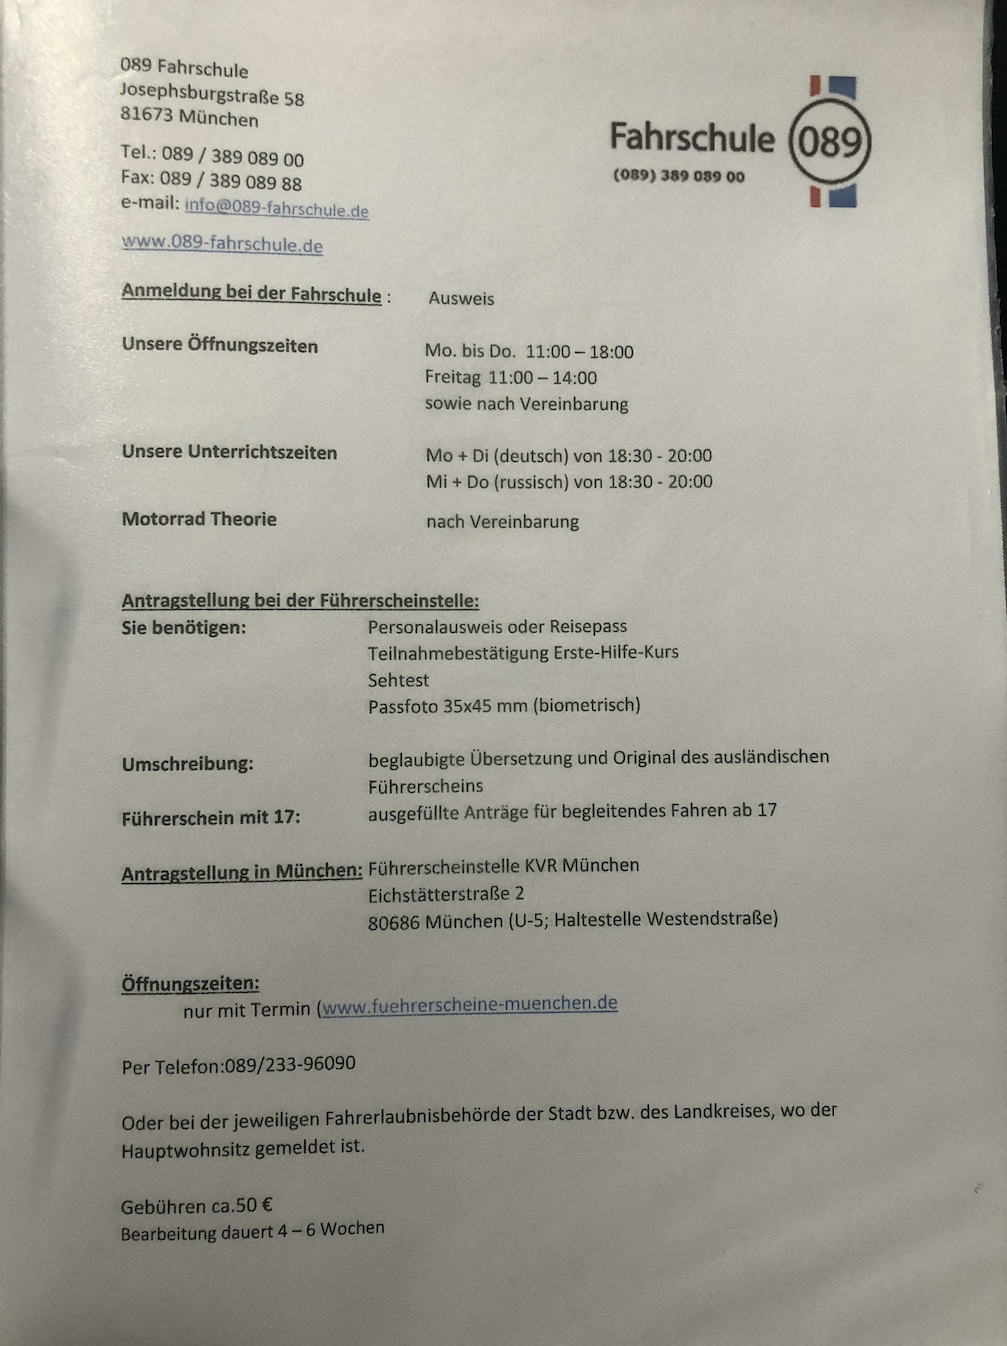 089 Fahrschule
Josephsburgstraße 58
81673 München
Fahrschule 089
(089) 389 089 00
Tel.: 089 / 389 089 00
Fax: 089 / 389 089 88
e-mail: info@089-fahrschule.de
www.089-fahrschule.de
Anmeldung bei der Fahrschule : Ausweis
Unsere Öffnungszeiten Mo. bis Do. 11:00 – 18:00
Freitag 11:00 – 14:00
sowie nach Vereinbarung
Unsere Unterrichtszeiten Mo + Di (deutsch) von 18:30 - 20:00
Mi + Do (russisch) von 18:30 - 20:00
Motorrad Theorie nach Vereinbarung
Antragstellung bei der Führerscheinstelle:
Sie benötigen: Personalausweis oder Reisepass
Teilnahmebestätigung Erste-Hilfe-Kurs
Sehtest
Passfoto 35x45 mm (biometrisch)
Umschreibung: beglaubigte Übersetzung und Original des ausländischen
Führerscheins
Führerschein mit 17: ausgefüllte Anträge für begleitendes Fahren ab 17
Antragstellung in München: Führerscheinstelle KVR München
Eichstätterstraße 2
80686 München (U-5; Haltestelle Westendstraße)
Öffnungszeiten:
nur mit Termin (www.fuehrerscheine-muenchen.de
Per Telefon:089/233-96090
Oder bei der jeweiligen Fahrerlaubnisbehörde der Stadt bzw. des Landkreises, wo der
Hauptwohnsitz gemeldet ist.
Gebühren ca.50 €
Bearbeitung dauert 4 – 6 Wochen